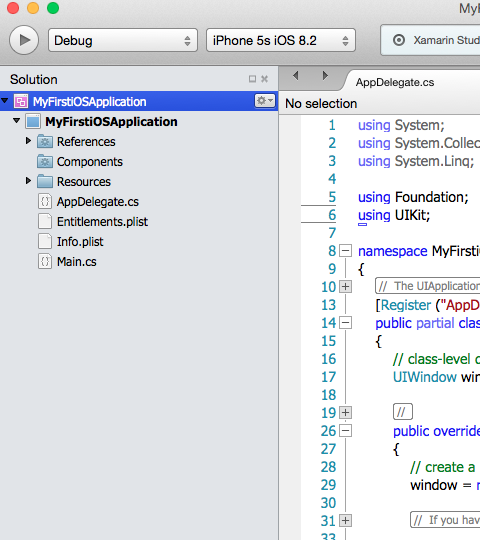 MyF
Debug
iPhone 5s iOS 8.2
Xamarin Stud
Solution
AppDelegate.cs
No selection
MyFirstiOSApplication
MyFirstiOSApplication
References
Components
Resources
AppDelegate.cs
Entitlements.plist
Info.plist
Main.cs
1 using System;
2 using System.Collec
3 using System.Linq;
4
5 using Foundation;
6 using UIKit;
7
8 namespace MyFirsti
9 {
10 // The UIApplication
13 [Register ("AppD
14 public partial clas
15 {
16 // class-level d
17 UIWindow win
18
19 //
26 public override
27 {
28 // create a
29 window = n
30
31 // If you hav
33